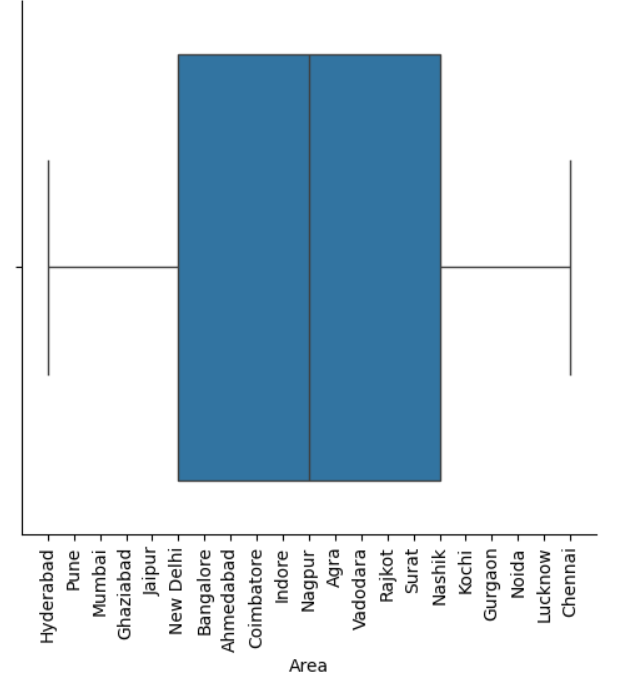 Hyderabad
Pune
Mumbai
Ghaziabad
Jaipur
New Delhi
Bangalore
Ahmedabad
Coimbatore
Indore
Nagpur
Agra
Vadodara
Rajkot
Surat
Nashik
Kochi
Gurgaon
Noida
Lucknow
Chennai
Area